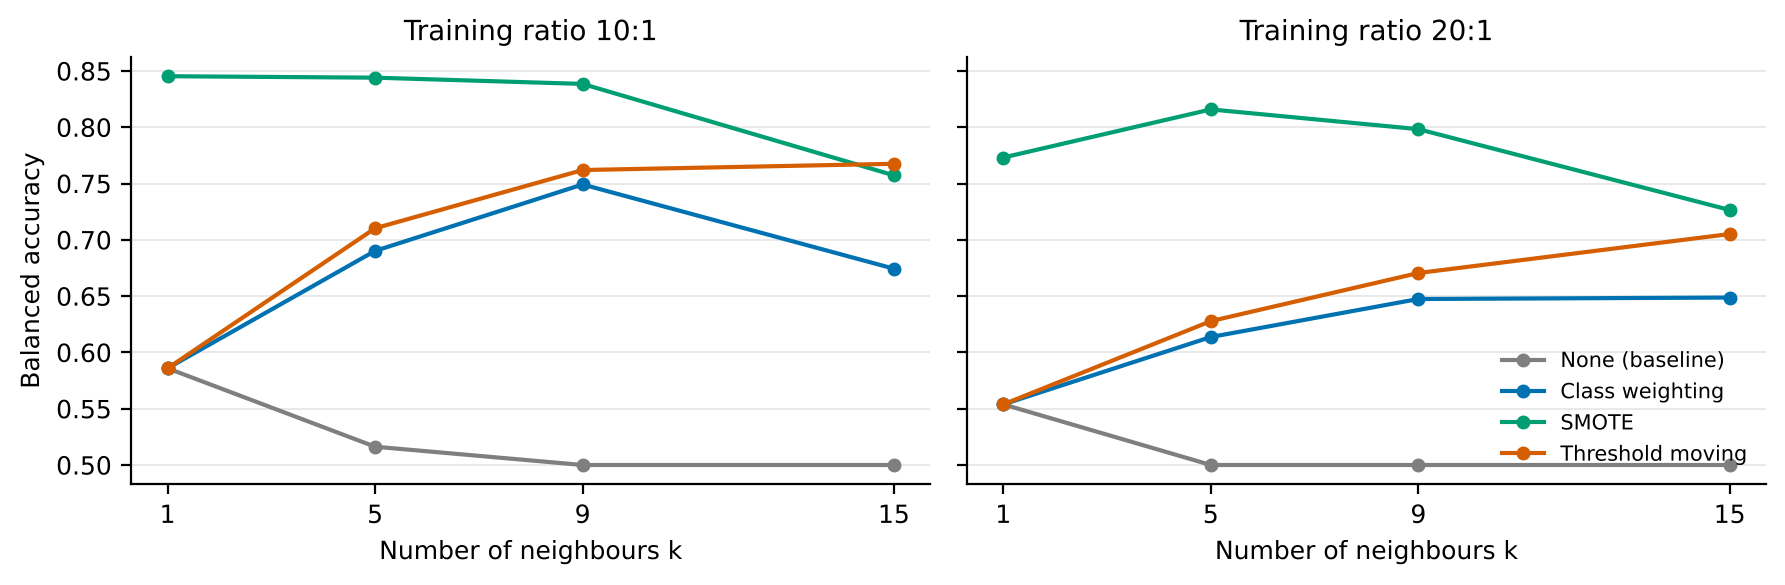 Training ratio 10:1
Training ratio 20:1
Balanced accuracy
0.85
0.80
0.75
0.70
0.65
0.60
0.55
0.50
1 5 9 15
1 5 9 15
Number of neighbours k
Number of neighbours k
None (baseline)
Class weighting
SMOTE
Threshold moving